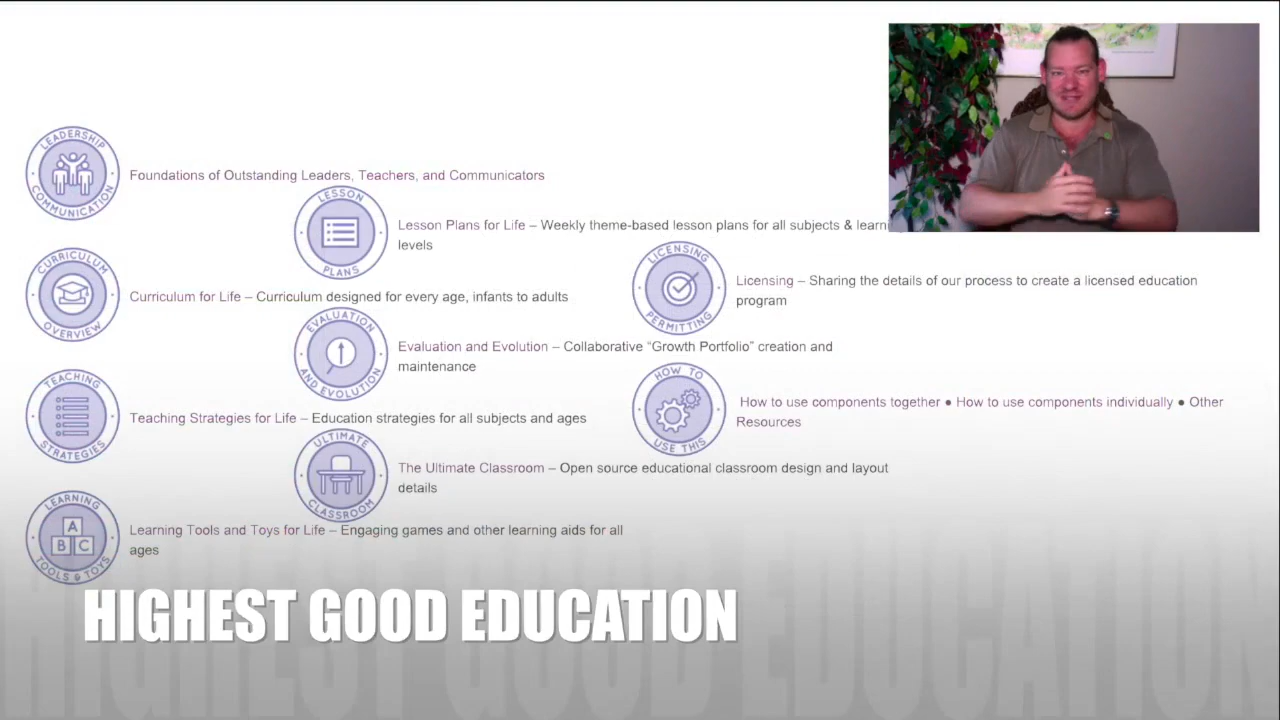 LEADERSHIP
COMMUNICATION
Foundations of Outstanding Leaders, Teachers, and Communicators
LESSON
PLANS
Lesson Plans for Life – Weekly theme-based lesson plans for all subjects &
levels
CURRICULUM
OVERVIEW
Curriculum for Life – Curriculum designed for every age, infants to adults
LICENSING
PERMITTING
Licensing – Sharing the details of our process to create a licensed education
program
EVALUATION
AND EVOLUTION
Evaluation and Evolution – Collaborative “Growth Portfolio” creation and
maintenance
TEACHING
STRATEGIES
Teaching Strategies for Life – Education strategies for all subjects and ages
HOW TO
USE THIS
How to use components together ● How to use components individually ● Other
Resources
ULTIMATE
CLASSROOM
The Ultimate Classroom – Open source educational classroom design and layout
details
LEARNING
A
B C
TOOLS & TOYS
Learning Tools and Toys for Life – Engaging games and other learning aids for all
ages
HIGHEST GOOD EDUCATION
HIGHEST GOOD EDUCATION